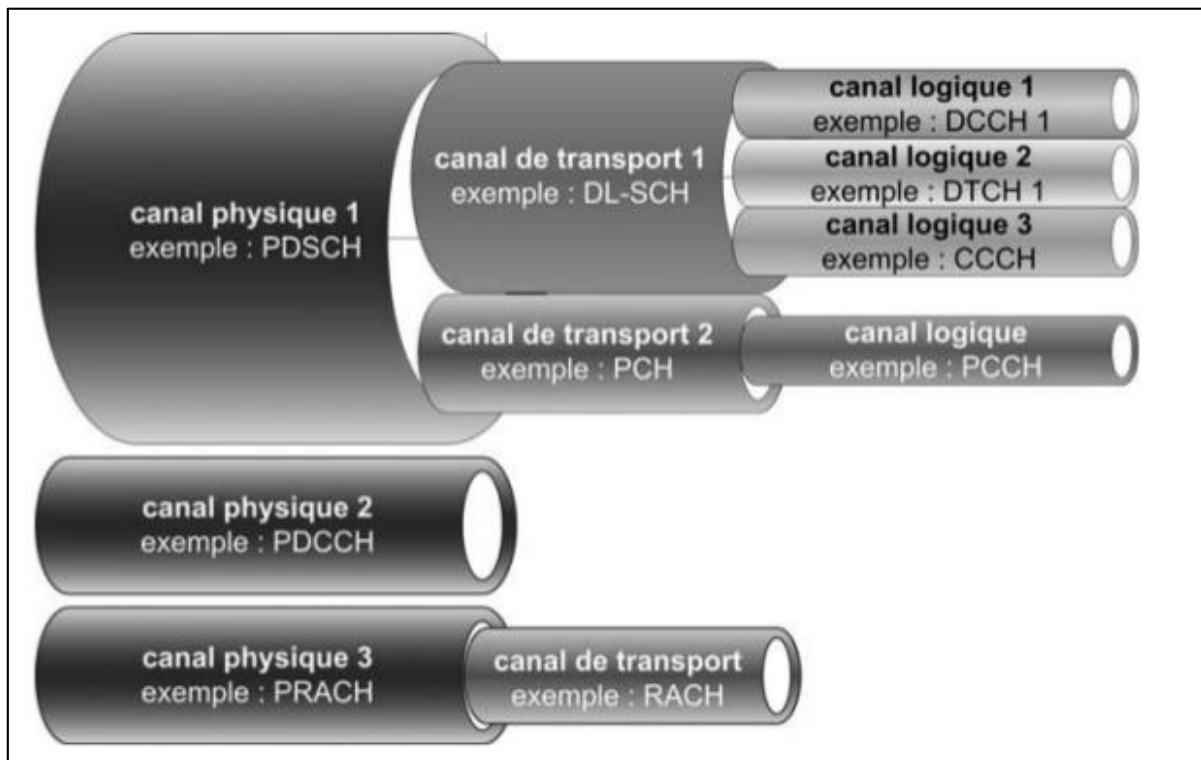 canal physique 1
exemple : PDSCH
canal de transport 1
exemple : DL-SCH
canal logique 1
exemple : DCCH 1
canal logique 2
exemple : DTCH 1
canal logique 3
exemple : CCCH
canal de transport 2
exemple : PCH
canal logique
exemple : PCCH
canal physique 2
exemple : PDCCH
canal physique 3
exemple : PRACH
canal de transport
exemple : RACH